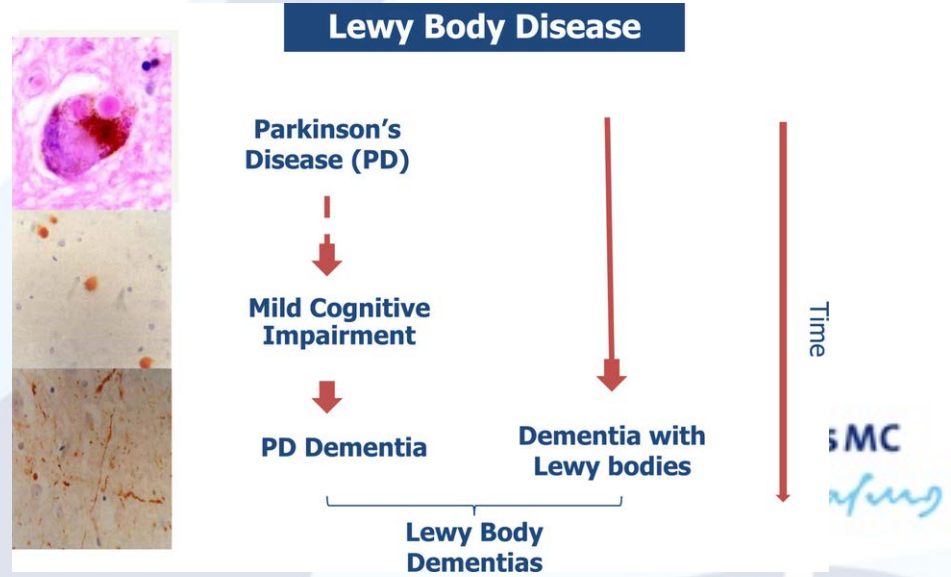 Lewy Body Disease
Parkinson's
Disease (PD)
Mild Cognitive
Impairment
PD Dementia
Dementia with
Lewy bodies
Lewy Body
Dementias
Time
MC